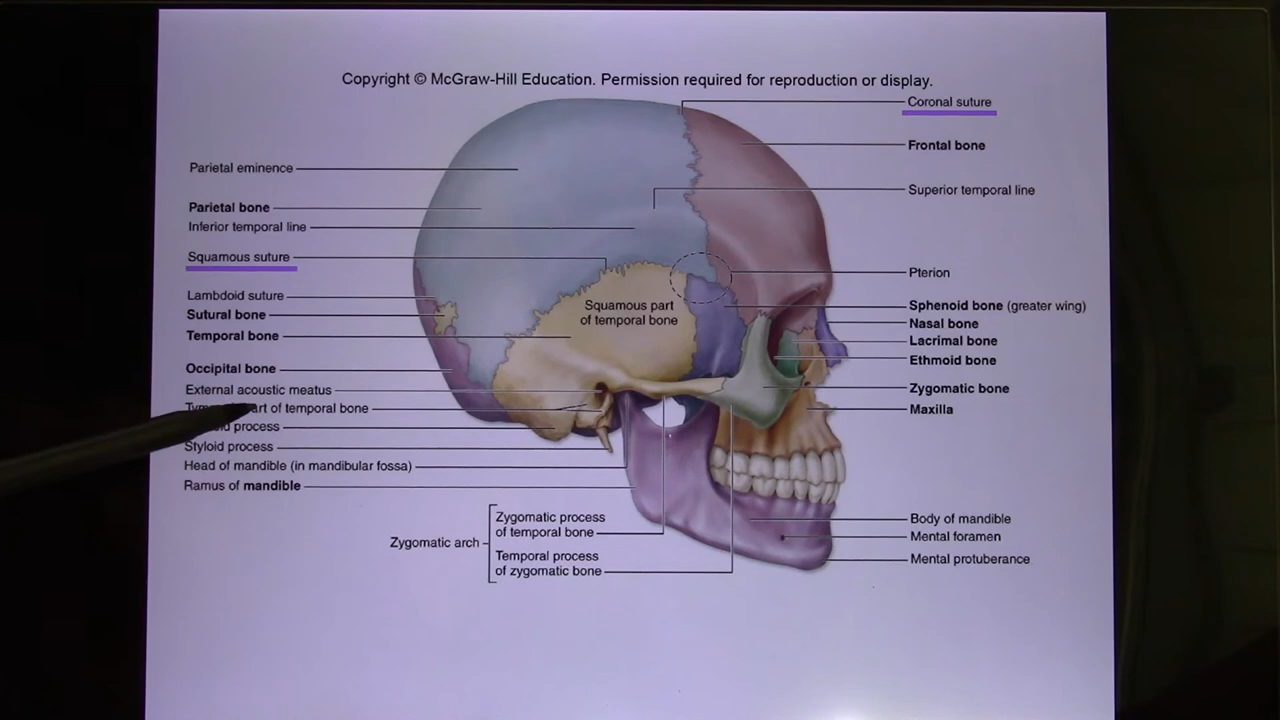 Copyright © McGraw-Hill Education. Permission required for reproduction or display.
Parietal eminence
Parietal bone
Inferior temporal line
Squamous suture
Lambdoid suture
Sutural bone
Temporal bone
Occipital bone
External acoustic meatus
part of temporal bone
process
Styloid process
Head of mandible (in mandibular fossa)
Ramus of mandible
Zygomatic arch
Zygomatic process
of temporal bone
Temporal process
of zygomatic bone
Squamous part
of temporal bone
Coronal suture
Frontal bone
Superior temporal line
Pterion
Sphenoid bone (greater wing)
Nasal bone
Lacrimal bone
Ethmoid bone
Zygomatic bone
Maxilla
Body of mandible
Mental foramen
Mental protuberance